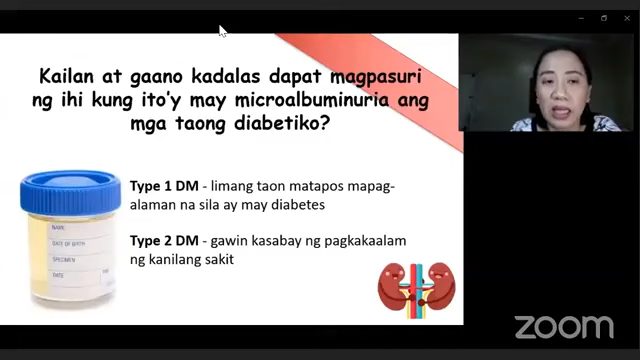 Kailan at gaano kadalas dapat magpasuri
ng ihi kung ito'y may microalbuminuria ang
mga taong diabetiko?
Type 1 DM - limang taon matapos mapag-
alaman na sila ay may diabetes
Type 2 DM - gawin kasabay ng pagkakaalam
ng kanilang sakit
NAME:
DATE OF BIRTH
SPECIMEN
DATE
zoom